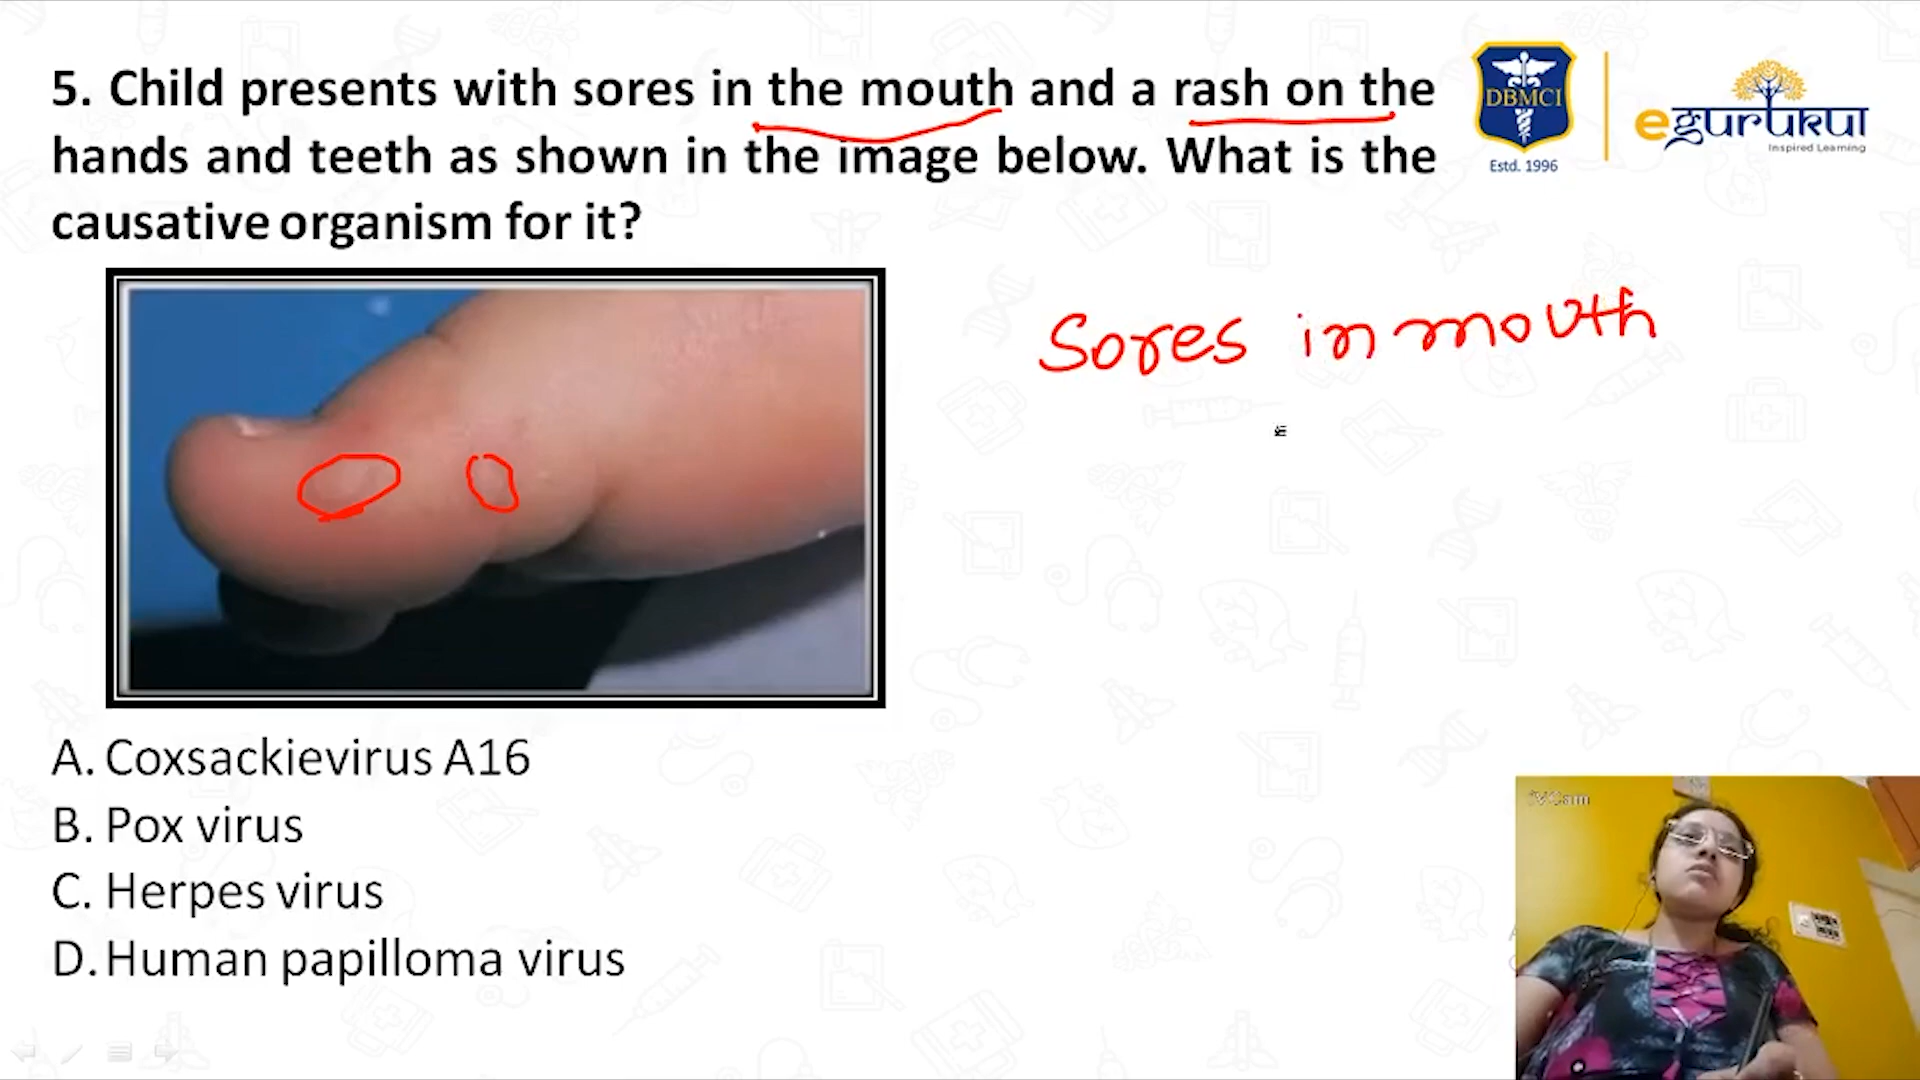 5. Child presents with sores in the mouth and a rash on the
hands and teeth as shown in the image below. What is the
causative organism for it?
DBMCI
Estd. 1996
egurukul
Inspired Learning
Sores in mouth
A. Coxsackievirus A16
B. Pox virus
C. Herpes virus
D. Human papilloma virus
iVCam